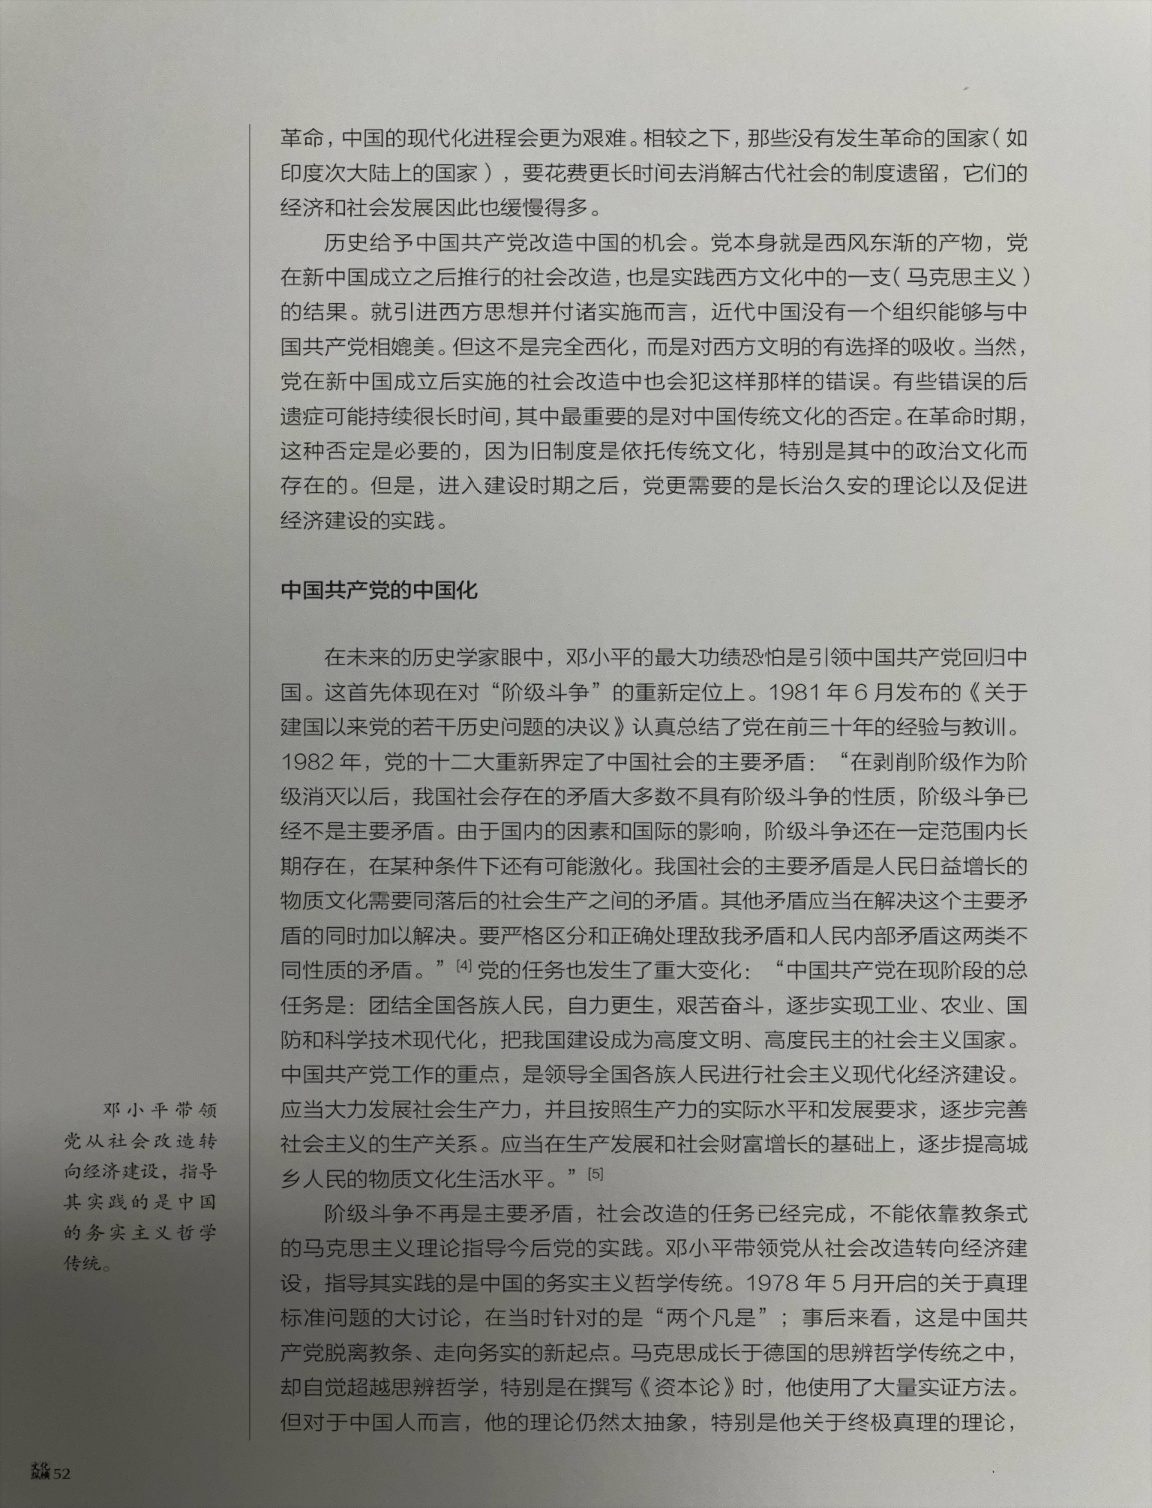 革命，中国的现代化进程会更为艰难。相较之下，那些没有发生革命的国家（如
印度次大陆上的国家），要花费更长时间去消解古代社会的制度遗留，它们的
经济和社会发展因此也缓慢得多。
历史给予中国共产党改造中国的机会。党本身就是西风东渐的产物，党
在新中国成立之后推行的社会改造，也是实践西方文化中的一支（马克思主义）
的结果。就引进西方思想并付诸实施而言，近代中国没有一个组织能够与中
国共产党相媲美。但这不是完全西化，而是对西方文明的有选择的吸收。当然，
党在新中国成立后实施的社会改造中也会犯这样那样的错误。有些错误的后
遗症可能持续很长时间，其中最重要的是对中国传统文化的否定。在革命时期，
这种否定是必要的，因为旧制度是依托传统文化，特别是其中的政治文化而
存在的。但是，进入建设时期之后，党更需要的是长治久安的理论以及促进
经济建设的实践。
中国共产党的中国化
在未来的历史学家眼中，邓小平的最大功绩恐怕是引领中国共产党回归中
国。这首先体现在对“阶级斗争”的重新定位上。1981 年 6 月发布的《关于
建国以来党的若干历史问题的决议》认真总结了党在前三十年的经验与教训。
1982 年，党的十二大重新界定了中国社会的主要矛盾：“在剥削阶级作为阶
级消灭以后，我国社会存在的矛盾大多数不具有阶级斗争的性质，阶级斗争已
经不是主要矛盾。由于国内的因素和国际的影响，阶级斗争还在一定范围内长
期存在，在某种条件下还有可能激化。我国社会的主要矛盾是人民日益增长的
物质文化需要同落后的社会生产之间的矛盾。其他矛盾应当在解决这个主要矛
盾的同时加以解决。要严格区分和正确处理敌我矛盾和人民内部矛盾这两类不
同性质的矛盾。”[4] 党的任务也发生了重大变化：“中国共产党在现阶段的总
任务是：团结全国各族人民，自力更生，艰苦奋斗，逐步实现工业、农业、国
防和科学技术现代化，把我国建设成为高度文明、高度民主的社会主义国家。
中国共产党工作的重点，是领导全国各族人民进行社会主义现代化经济建设。
应当大力发展社会生产力，并且按照生产力的实际水平和发展要求，逐步完善
社会主义的生产关系。应当在生产发展和社会财富增长的基础上，逐步提高城
乡人民的物质文化生活水平。”[5]
阶级斗争不再是主要矛盾，社会改造的任务已经完成，不能依靠教条式
的马克思主义理论指导今后党的实践。邓小平带领党从社会改造转向经济建
设，指导其实践的是中国的务实主义哲学传统。1978 年 5 月开启的关于真理
标准问题的大讨论，在当时针对的是“两个凡是”；事后来看，这是中国共
产党脱离教条、走向务实的新起点。马克思成长于德国的思辨哲学传统之中，
却自觉超越思辨哲学，特别是在撰写《资本论》时，他使用了大量实证方法。
但对于中国人而言，他的理论仍然太抽象，特别是他关于终极真理的理论，
邓小平带领
党从社会改造转
向经济建设，指导
其实践的是中国
的务实主义哲学
传统。
文化
纵横 52